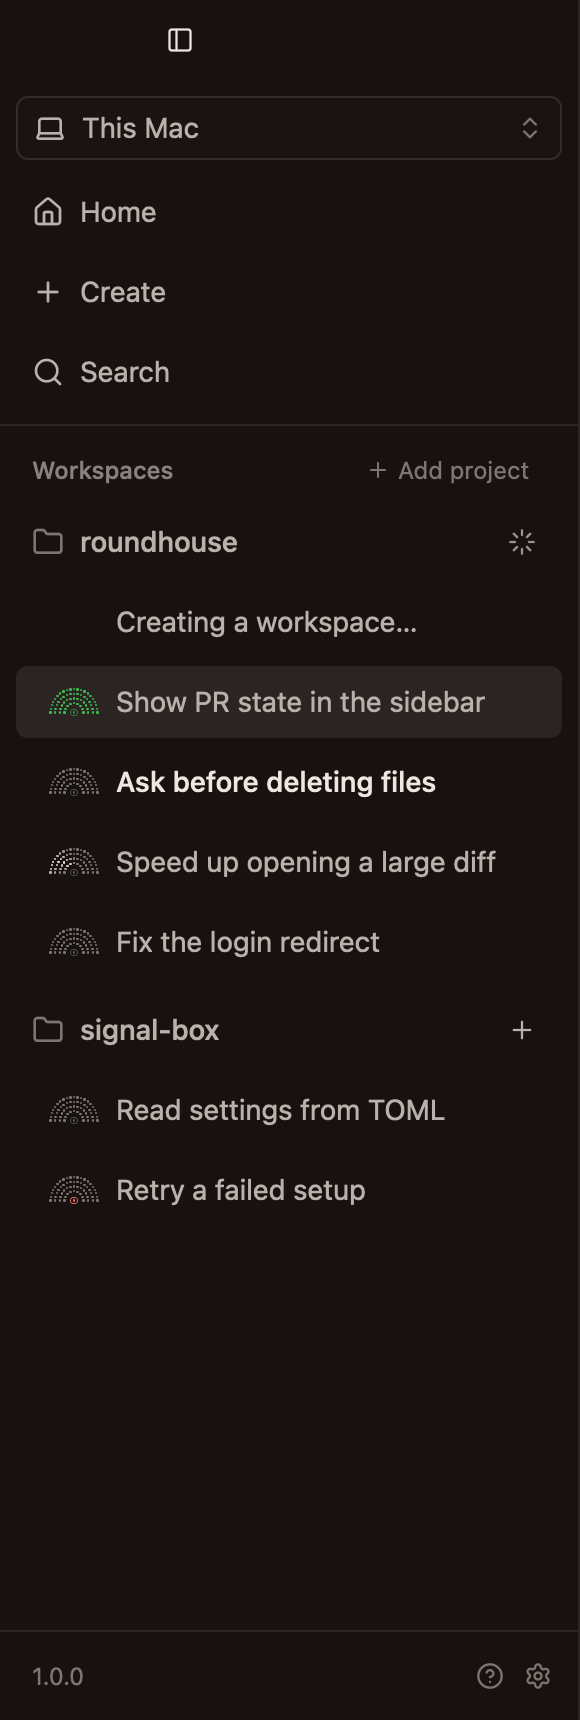 This Mac
Home
Create
Search
Workspaces
Add project
roundhouse
Creating a workspace...
Show PR state in the sidebar
Ask before deleting files
Speed up opening a large diff
Fix the login redirect
signal-box
Read settings from TOML
Retry a failed setup
1.0.0